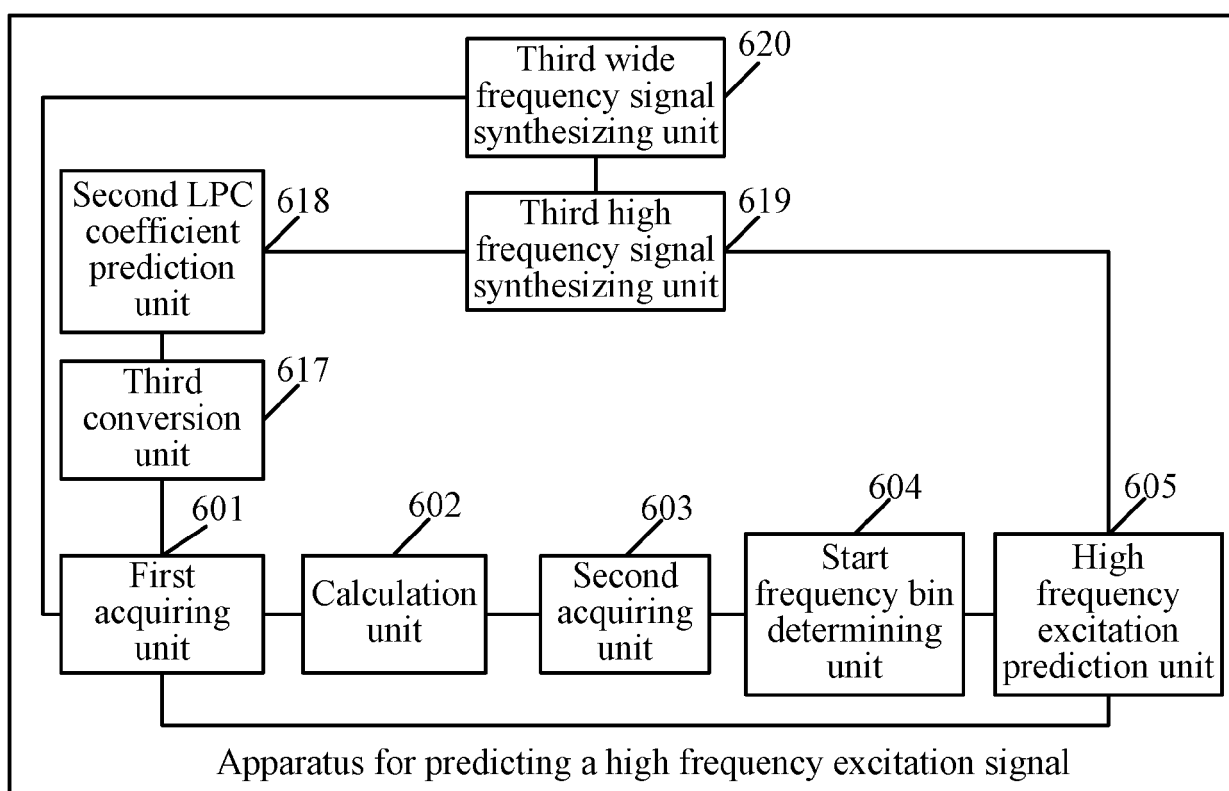 Third wide
frequency signal
synthesizing unit
620
Second LPC
coefficient
prediction
unit
618
Third high
frequency signal
synthesizing unit
619
Third
conversion
unit
617
First
acquiring
unit
601
Calculation
unit
602
Second
acquiring
unit
603
Start
frequency bin
determining
unit
604
High
frequency
excitation
prediction unit
605
Apparatus for predicting a high frequency excitation signal